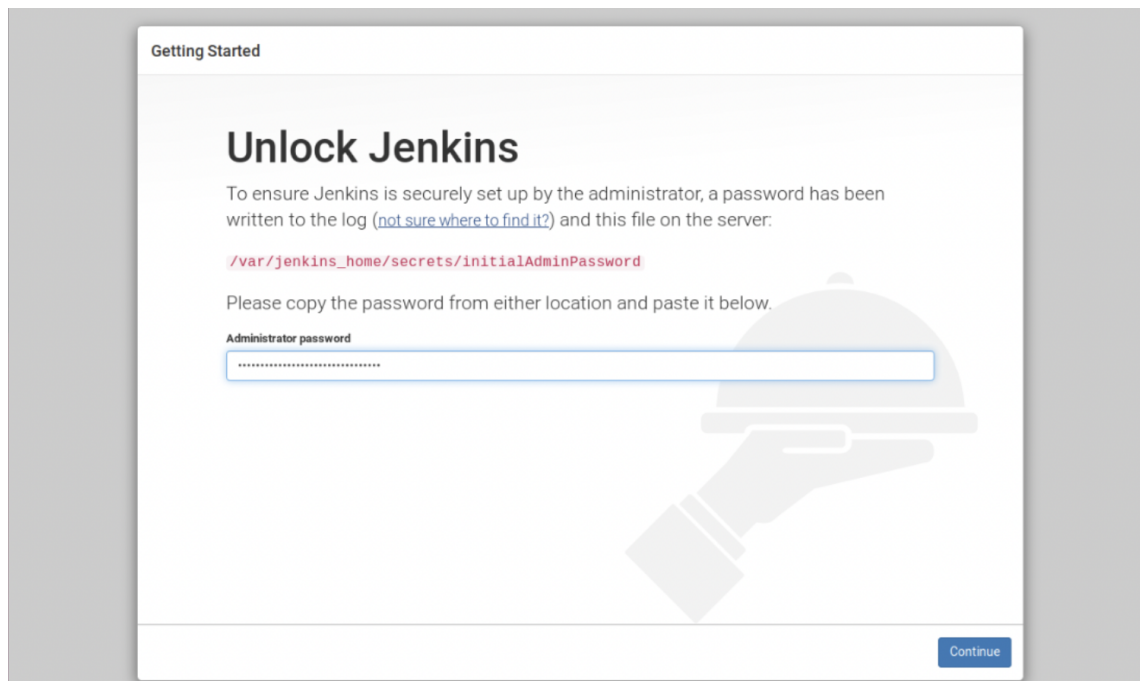 Getting Started
Unlock Jenkins
To ensure Jenkins is securely set up by the administrator, a password has been
written to the log (not sure where to find it?) and this file on the server:
/var/jenkins_home/secrets/initialAdminPassword
Please copy the password from either location and paste it below.
Administrator password
Continue